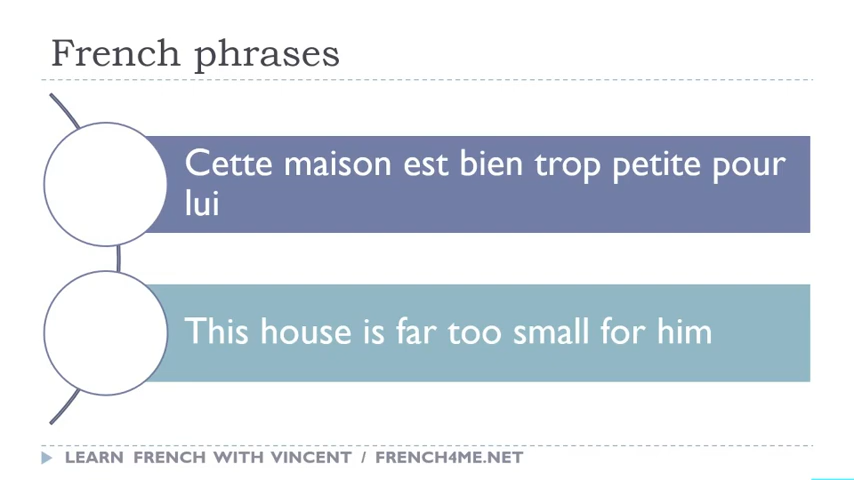 French phrases
Cette maison est bien trop petite pour
lui
This house is far too small for him
LEARN FRENCH WITH VINCENT / FRENCH4ME.NET